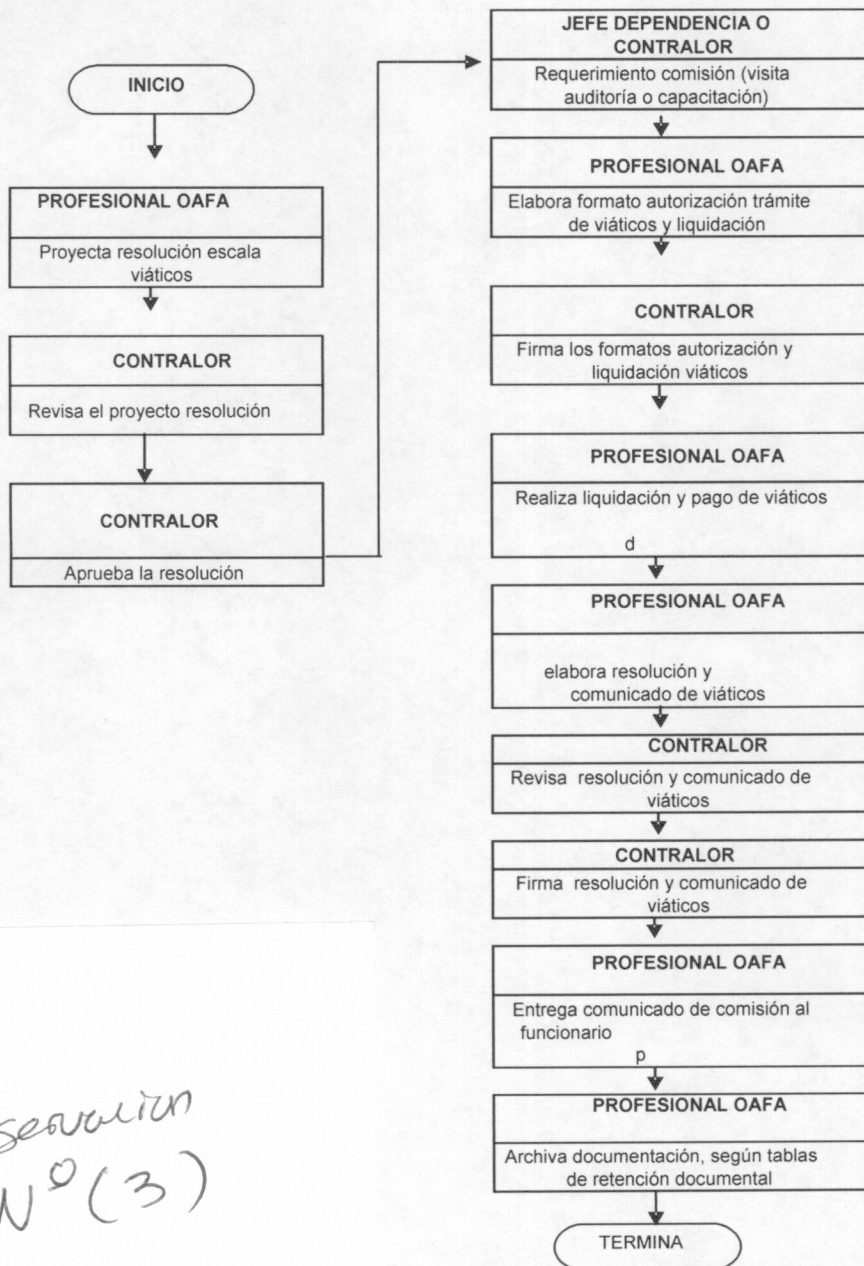 INICIO
PROFESIONAL OAFA
Proyecta resolución escala
viáticos
CONTRALOR
Revisa el proyecto resolución
CONTRALOR
Aprueba la resolución
JEFE DEPENDENCIA O
CONTRALOR
Requerimiento comisión (visita
auditoría o capacitación)
PROFESIONAL OAFA
Elabora formato autorización trámite
de viáticos y liquidación
CONTRALOR
Firma los formatos autorización y
liquidación viáticos
PROFESIONAL OAFA
Realiza liquidación y pago de viáticos
d
PROFESIONAL OAFA
elabora resolución y
comunicado de viáticos
CONTRALOR
Revisa resolución y comunicado de
viáticos
CONTRALOR
Firma resolución y comunicado de
viáticos
PROFESIONAL OAFA
Entrega comunicado de comisión al
funcionario
p
PROFESIONAL OAFA
Archiva documentación, según tablas
de retención documental
TERMINA
Nº (3)